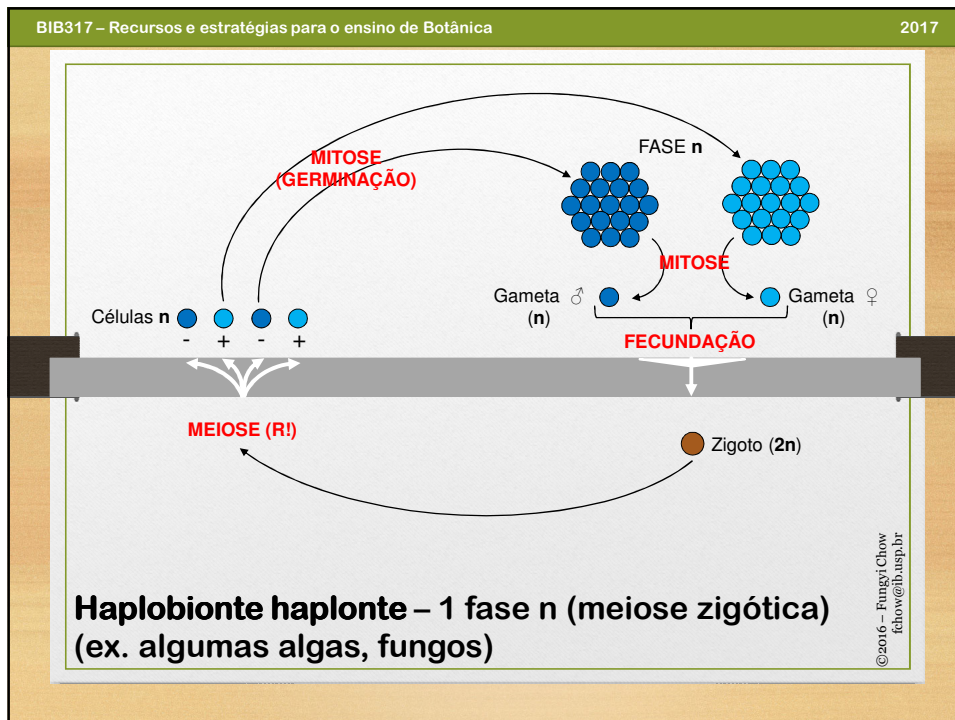 BIB317 – Recursos e estratégias para o ensino de Botânica 2017
MITOSE
(GERMINAÇÃO)
FASE n
MITOSE
Gameta ♂
(n)
Gameta ♀
(n)
Células n
- + - +
FECUNDAÇÃO
MEIOSE (R!)
Zigoto (2n)
Haplobionte haplonte – 1 fase n (meiose zigótica)
(ex. algumas algas, fungos)
©2016 – Fungyi Chow
fchow@ib.usp.br